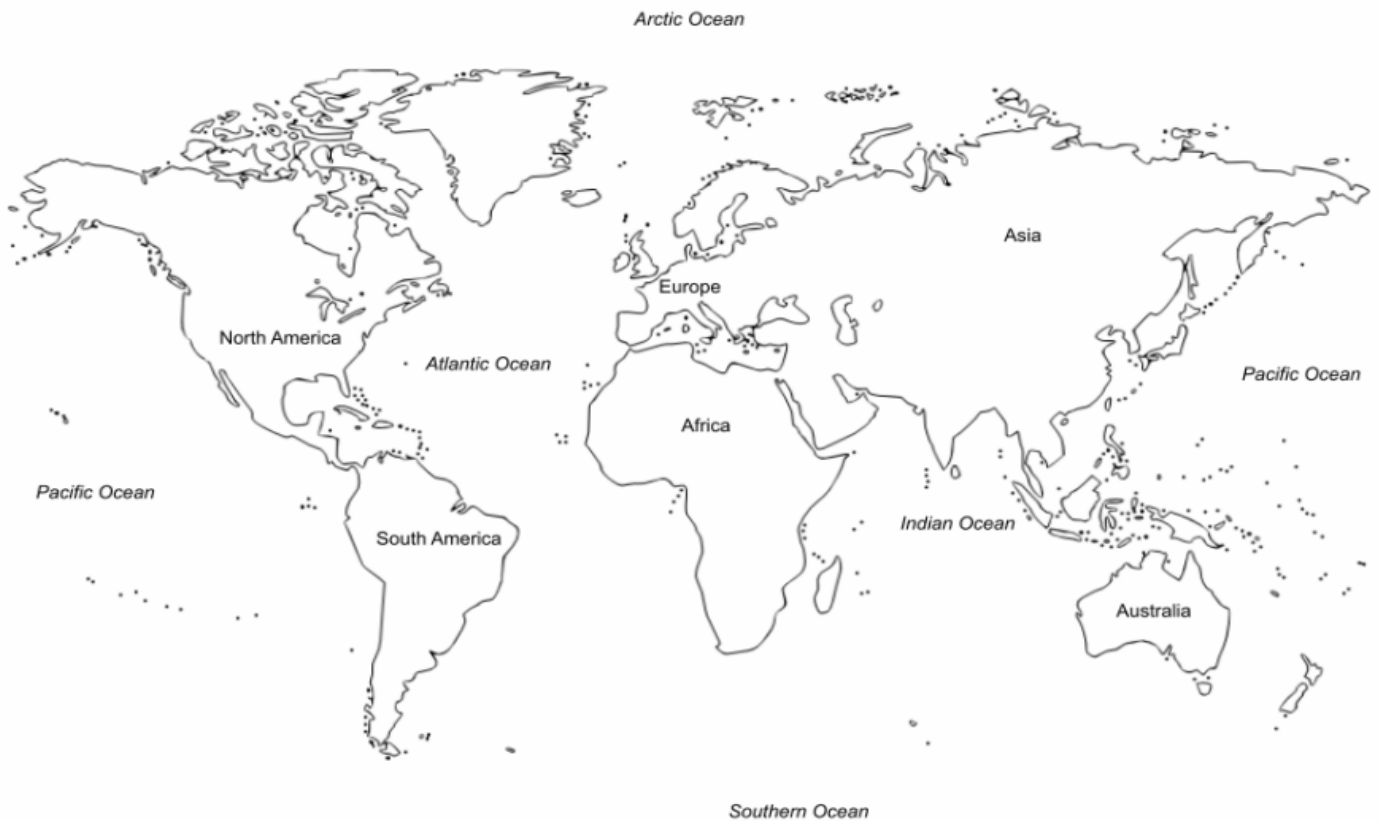 Arctic Ocean
Asia
Europe
North America
Atlantic Ocean
Pacific Ocean
Africa
Pacific Ocean
Indian Ocean
South America
Australia
Southern Ocean